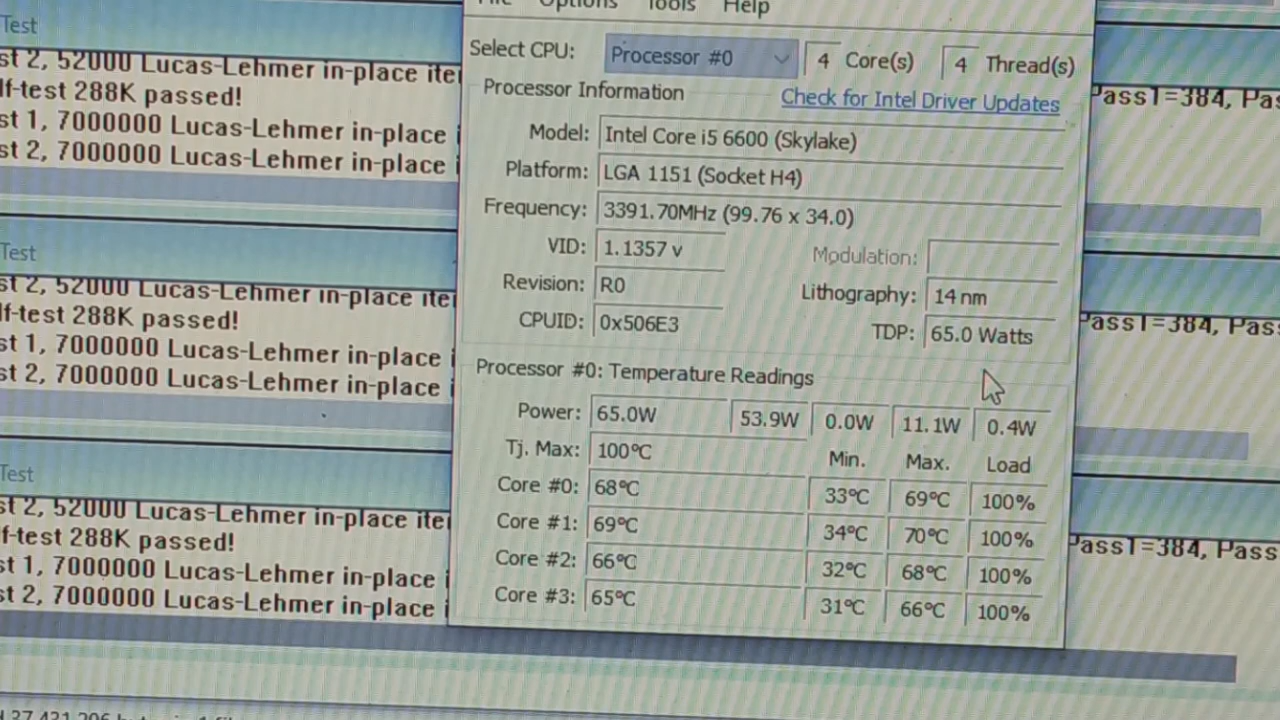 Options Tools Help
Select CPU: Processor #0 4 Core(s) 4 Thread(s)
Processor Information Check for Intel Driver Updates
Model: Intel Core i5 6600 (Skylake)
Platform: LGA 1151 (Socket H4)
Frequency: 3391.70MHz (99.76 x 34.0)
VID: 1.1357 v Modulation:
Revision: R0 Lithography: 14 nm
CPUID: 0x506E3 TDP: 65.0 Watts
Processor #0: Temperature Readings
Power: 65.0W 53.9W 0.0W 11.1W 0.4W
Tj. Max: 100°C Min. Max. Load
Core #0: 68°C 33°C 69°C 100%
Core #1: 69°C 34°C 70°C 100%
Core #2: 66°C 32°C 68°C 100%
Core #3: 65°C 31°C 66°C 100%
Test
st 2, 52000 Lucas-Lehmer in-place iter
lf-test 288K passed!
st 1, 7000000 Lucas-Lehmer in-place
st 2, 7000000 Lucas-Lehmer in-place
Test
st 2, 52000 Lucas-Lehmer in-place iter
lf-test 288K passed!
st 1, 7000000 Lucas-Lehmer in-place
st 2, 7000000 Lucas-Lehmer in-place
Test
st 2, 52000 Lucas-Lehmer in-place iter
f-test 288K passed!
st 1, 7000000 Lucas-Lehmer in-place
st 2, 7000000 Lucas-Lehmer in-place
Pass1=384, Pas
Pass1=384, Pas
Pass1=384, Pass